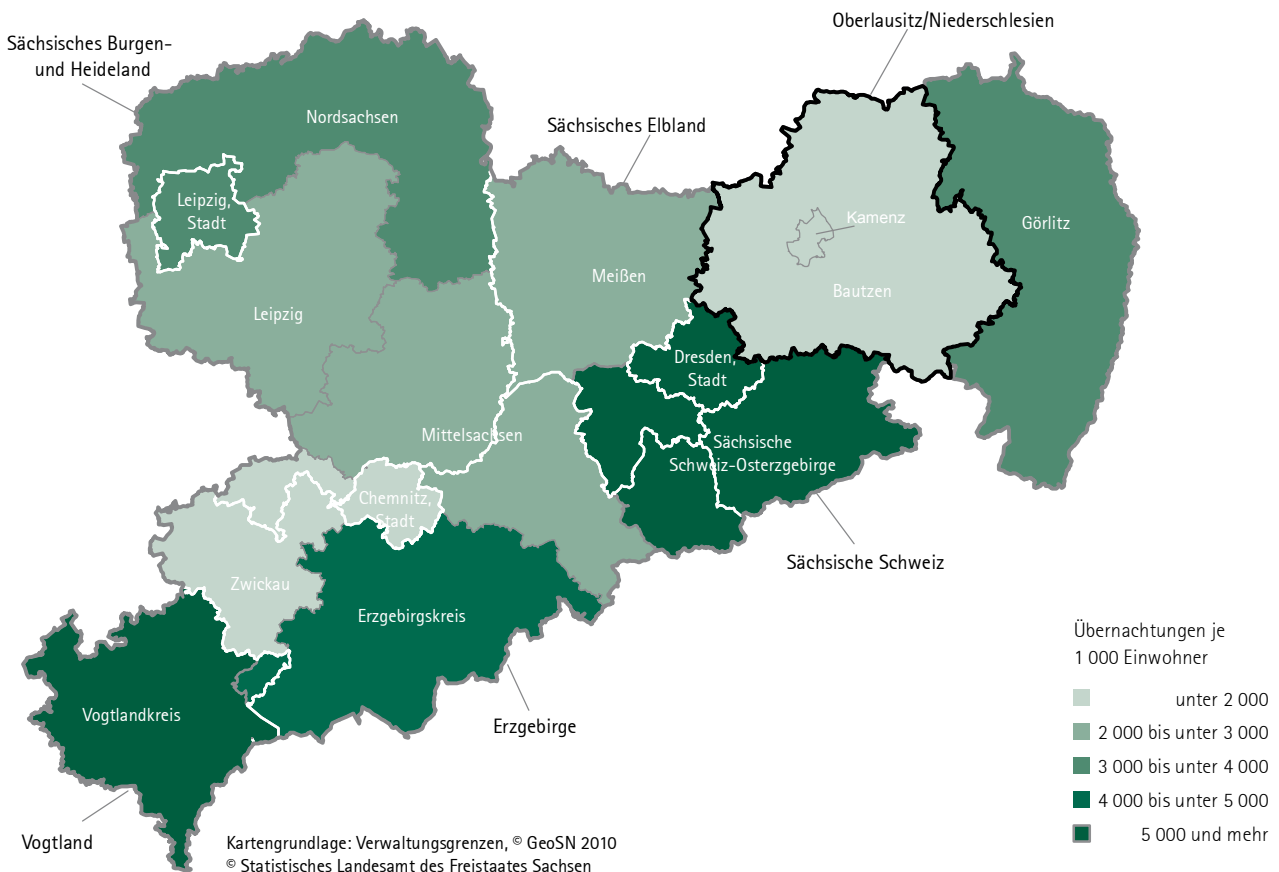 Oberlausitz/Niederschlesien
Sächsisches Burgen-
und Heideland
Nordsachsen
Sächsisches Elbland
Leipzig,
Stadt
Kamenz
Görlitz
Meißen
Bautzen
Leipzig
Dresden,
Stadt
Mittelsachsen
Sächsische
Schweiz-Osterzgebirge
Chemnitz,
Stadt
Sächsische Schweiz
Zwickau
Erzgebirgskreis
Vogtlandkreis
Erzgebirge
Vogtland
Übernachtungen je
1 000 Einwohner
unter 2 000
2 000 bis unter 3 000
3 000 bis unter 4 000
4 000 bis unter 5 000
5 000 und mehr
Kartengrundlage: Verwaltungsgrenzen, © GeoSN 2010
© Statistisches Landesamt des Freistaates Sachsen